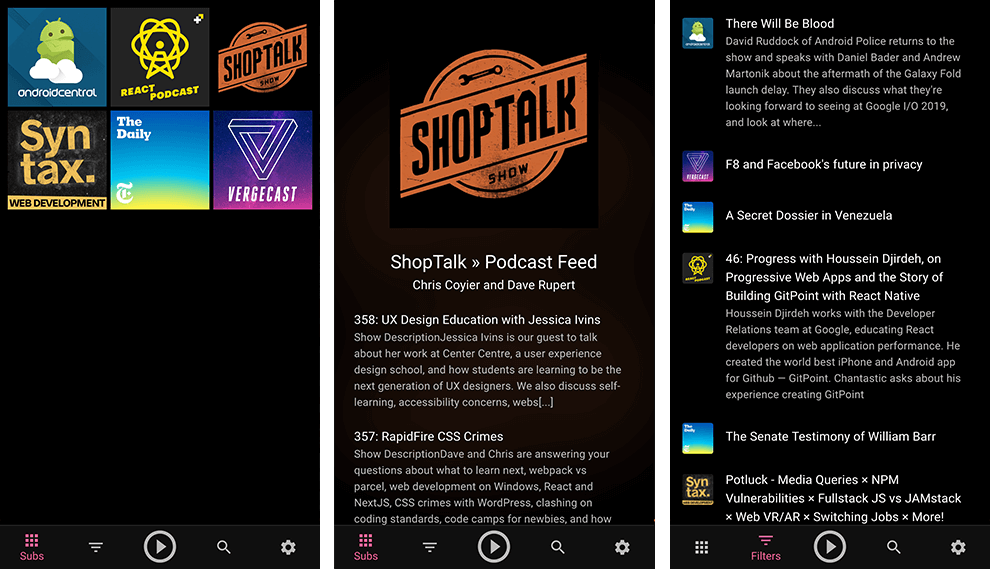 androidcentral
REACT
PODCAST
SHOPTALK
SHOW
Syn
tax.
WEB DEVELOPMENT
The
Daily
T
VERGECAST
Subs
SHOPTALK
SHOW
ShopTalk » Podcast Feed
Chris Coyier and Dave Rupert
358: UX Design Education with Jessica Ivins
Show DescriptionJessica Ivins is our guest to talk
about her work at Center Centre, a user experience
design school, and how students are learning to be the
next generation of UX designers. We also discuss self-
learning, accessibility concerns, webs[...]
357: RapidFire CSS Crimes
Show DescriptionDave and Chris are answering your
questions about what to learn next, webpack vs
parcel, web development on Windows, React and
NextJS, CSS crimes with WordPress, clashing on
coding standards, code camps for newbies, and how
Subs
androidcentral
There Will Be Blood
David Ruddock of Android Police returns to the
show and speaks with Daniel Bader and Andrew
Martonik about the aftermath of the Galaxy Fold
launch delay. They also discuss what they're
looking forward to seeing at Google I/O 2019,
and look at where...
VERGECAST
F8 and Facebook's future in privacy
The
Daily
A Secret Dossier in Venezuela
REACT
PODCAST
46: Progress with Houssein Djirdeh, on
Progressive Web Apps and the Story of
Building GitPoint with React Native
Houssein Djirdeh works with the Developer
Relations team at Google, educating React
developers on web application performance. He
created the world best iPhone and Android app
for Github — GitPoint. Chantastic asks about his
experience creating GitPoint
The
Daily
The Senate Testimony of William Barr
Syn
tax.
WEB DEVELOPMENT
Potluck - Media Queries × NPM
Vulnerabilities × Fullstack JS vs JAMstack
× Web VR/AR × Switching Jobs × More!
Filters